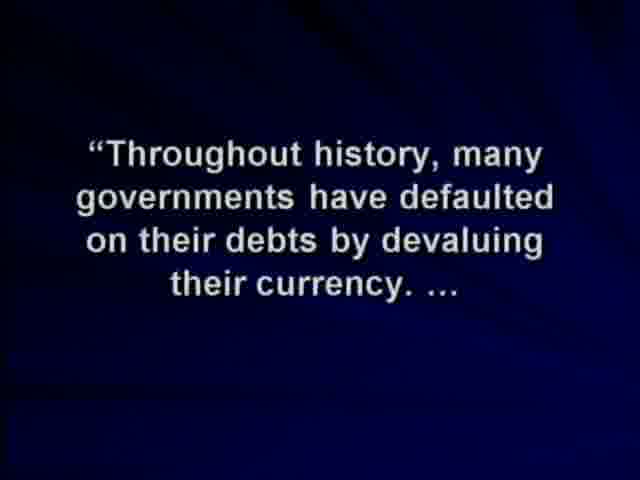 “Throughout history, many
governments have defaulted
on their debts by devaluing
their currency. ...